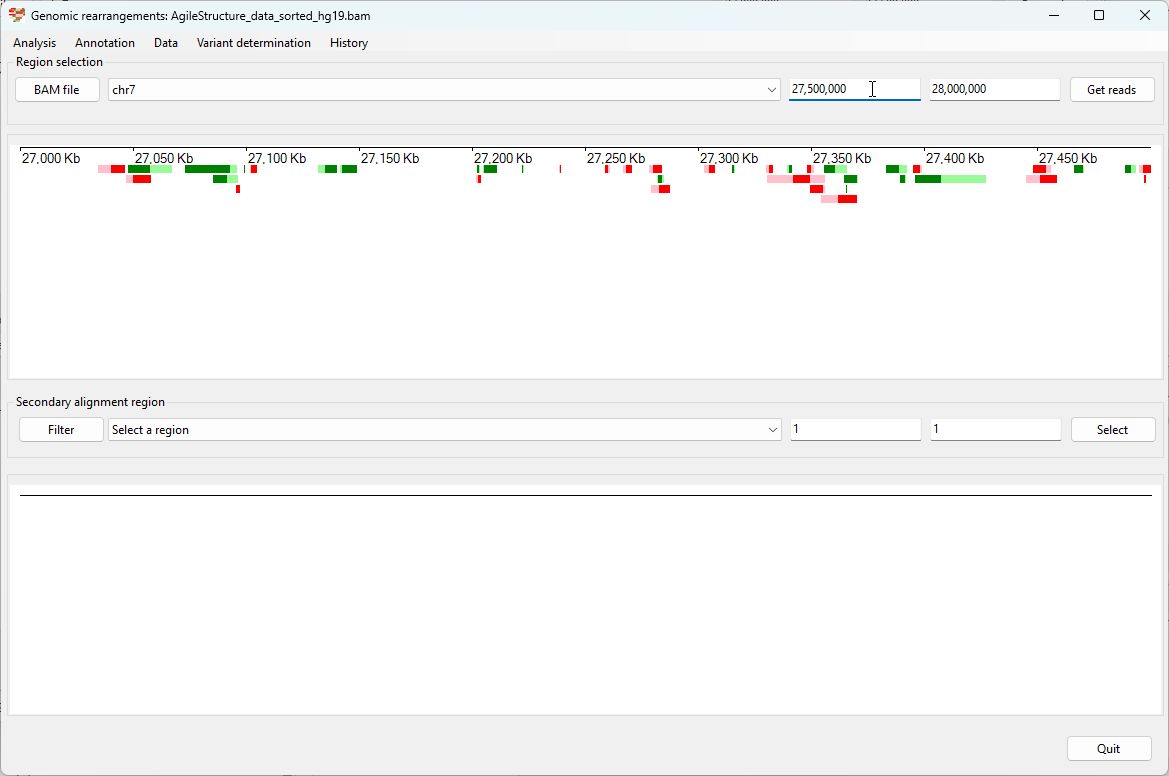 Genomic rearrangements: AgileStructure_data_sorted_hg19.bam
Analysis Annotation Data Variant determination History
Region selection
BAM file chr7 27,500,000 28,000,000 Get reads
27.000 Kb 27.050 Kb 27.100 Kb 27.150 Kb 27.200 Kb 27.250 Kb 27.300 Kb 27.350 Kb 27.400 Kb 27.450 Kb
Secondary alignment region
Filter Select a region 1 1 Select
Quit